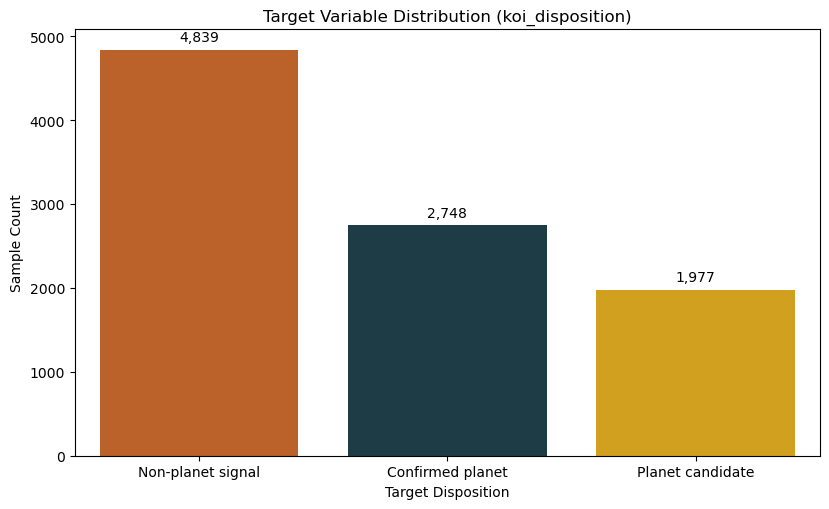 Target Variable Distribution (koi_disposition)
Sample Count
5000
4000
3000
2000
1000
0
4,839
2,748
1,977
Non-planet signal
Confirmed planet
Planet candidate
Target Disposition